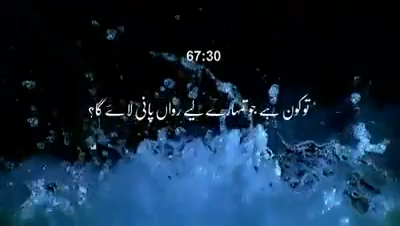 67:30
تو کون ہے جو تمہارے لیے رواں پانی لائے گا؟